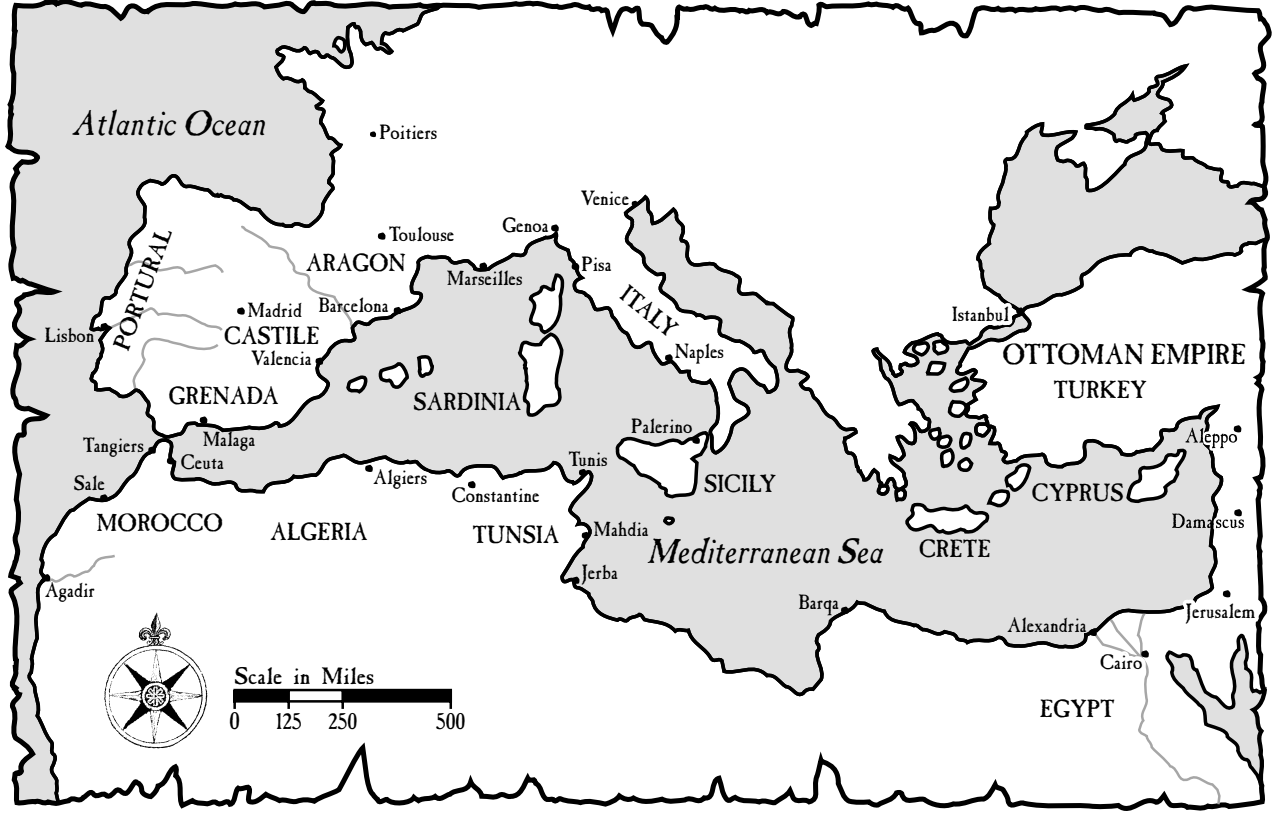 Atlantic Ocean
Poitiers
Venice
Genoa
Toulouse
PORTURAL
ARAGON
Marseilles
Pisa
ITALY
Madrid
Barcelona
Istanbul
Lisbon
CASTILE
Valencia
Naples
OTTOMAN EMPIRE
TURKEY
GRENADA
SARDINIA
Malaga
Palerino
Tangiers
Ceuta
Aleppo
Tunis
Algiers
Sale
Constantine
SICILY
CYPRUS
MOROCCO
ALGERIA
TUNSIA
Mahdia
Damascus
Mediterranean Sea
CRETE
Jerba
Agadir
Barqa
Alexandria
Jerusalem
Cairo
Scale in Miles
0 125 250 500
EGYPT